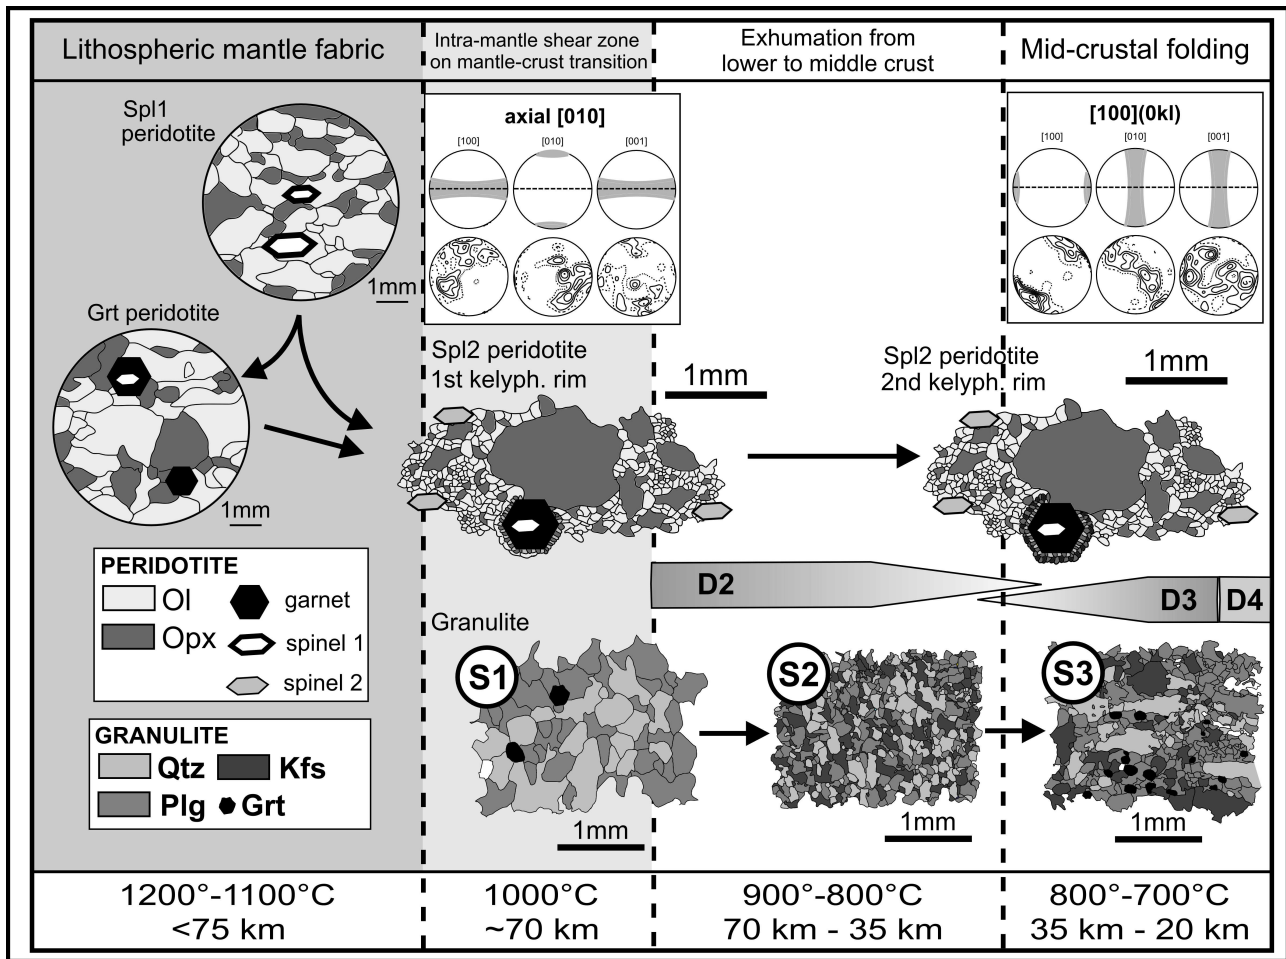 Lithospheric mantle fabric
Intra-mantle shear zone
on mantle-crust transition
Exhumation from
lower to middle crust
Mid-crustal folding
Spl1
peridotite
1mm
Grt peridotite
1mm
axial [010]
[100]
[010]
[001]
[100](0kl)
[100]
[010]
[001]
Spl2 peridotite
1st kelyph. rim
1mm
Spl2 peridotite
2nd kelyph. rim
1mm
PERIDOTITE
Ol
garnet
Opx
spinel 1
spinel 2
D2
D3
D4
GRANULITE
Qtz
Kfs
Plg
Grt
Granulite
S1
S2
S3
1mm
1mm
1mm
1200°-1100°C
<75 km
1000°C
~70 km
900°-800°C
70 km - 35 km
800°-700°C
35 km - 20 km